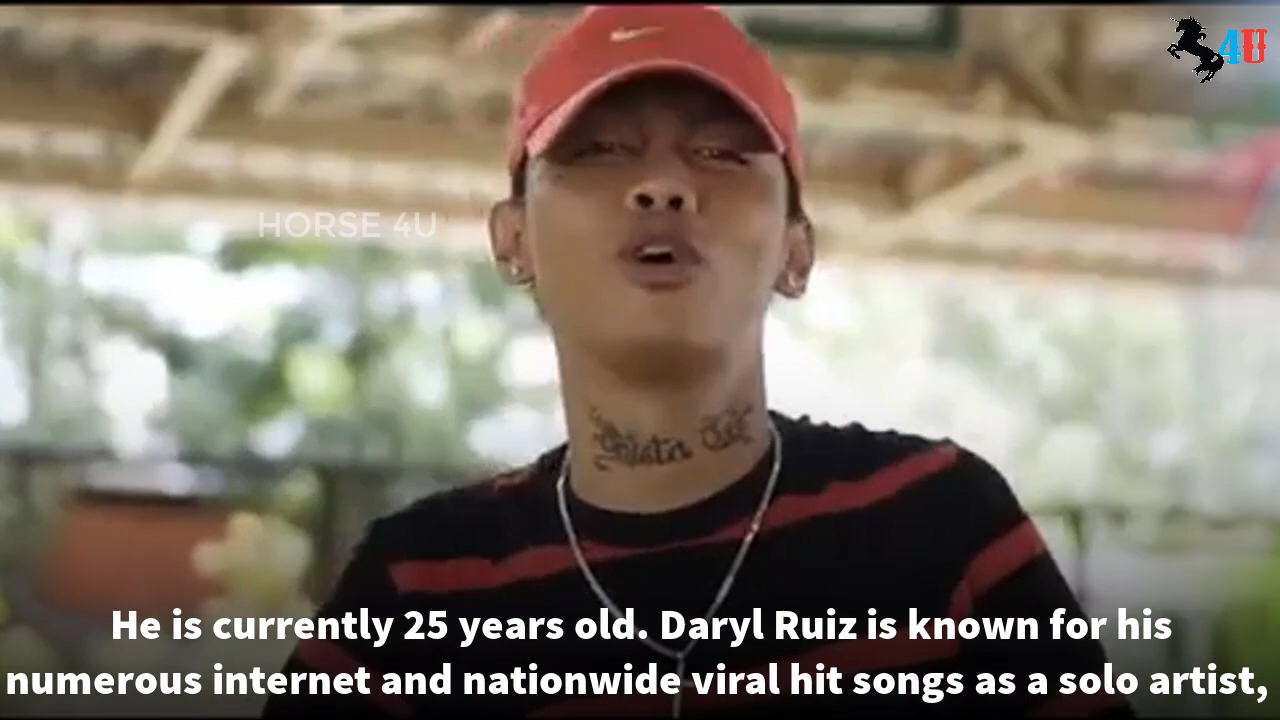 4U
HORSE 4U
He is currently 25 years old. Daryl Ruiz is known for his
numerous internet and nationwide viral hit songs as a solo artist,